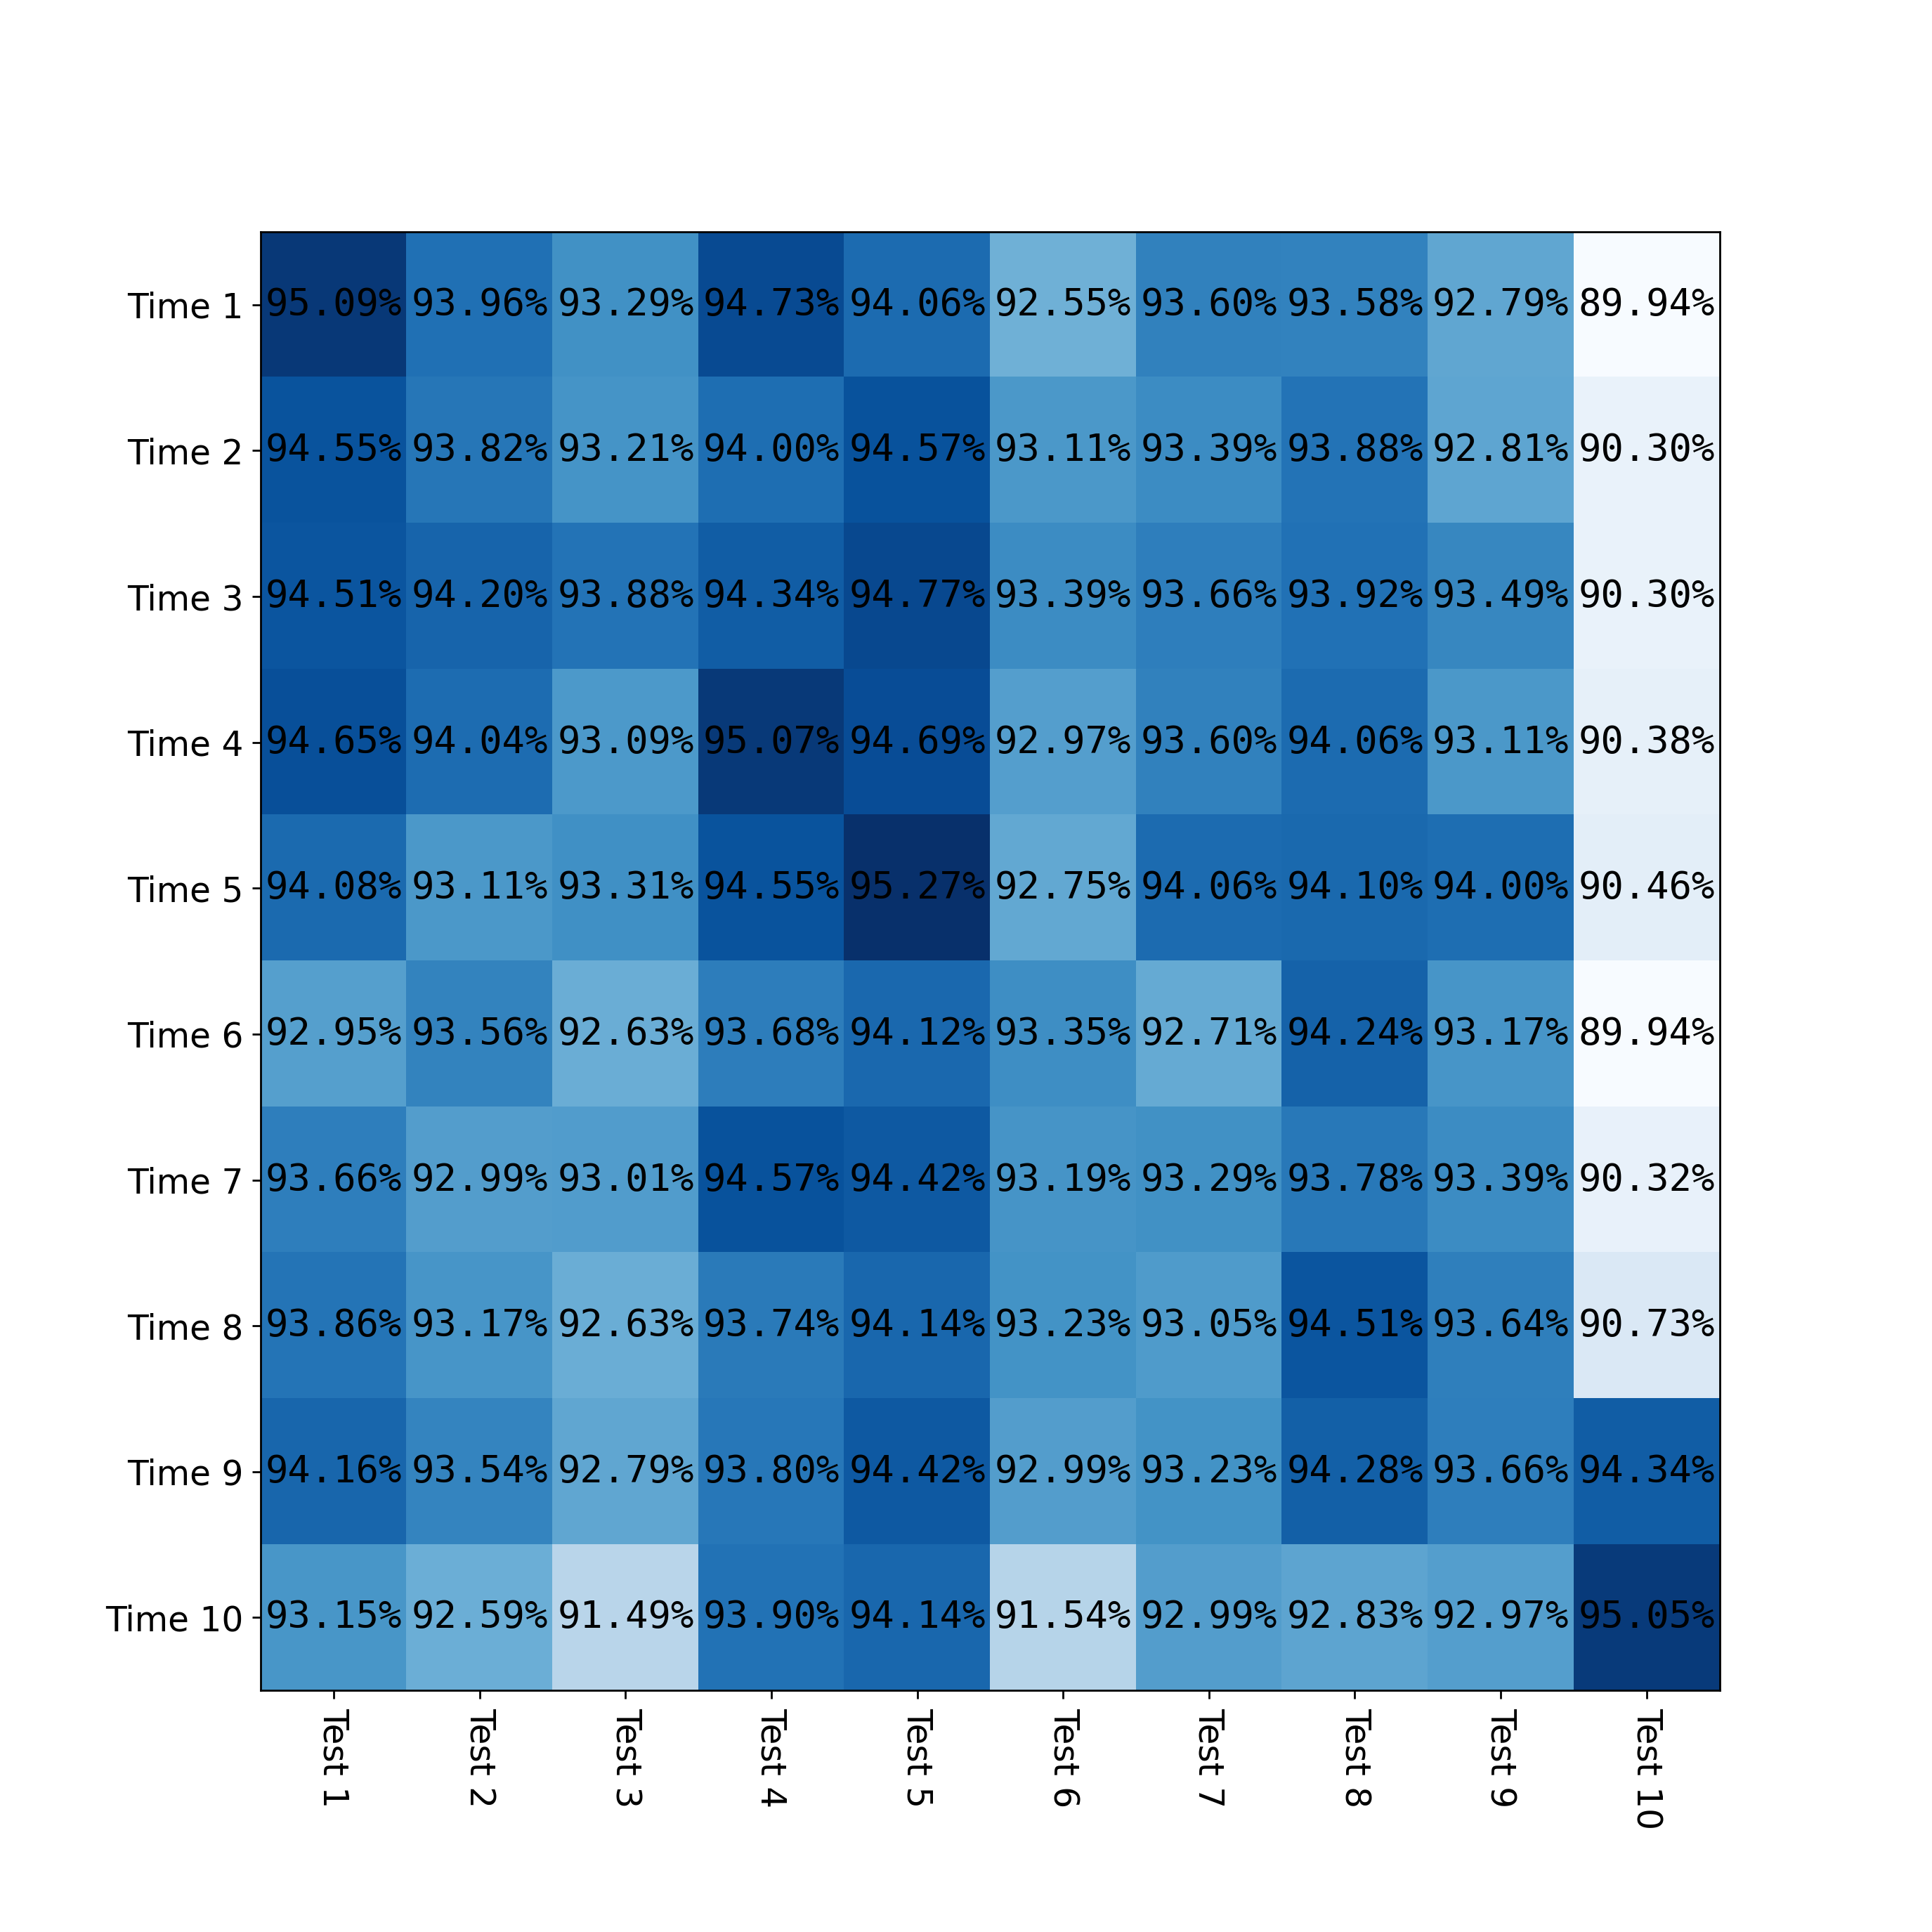 Time 1 95.09% 93.96% 93.29% 94.73% 94.06% 92.55% 93.60% 93.58% 92.79% 89.94%
Time 2 94.55% 93.82% 93.21% 94.00% 94.57% 93.11% 93.39% 93.88% 92.81% 90.30%
Time 3 94.51% 94.20% 93.88% 94.34% 94.77% 93.39% 93.66% 93.92% 93.49% 90.30%
Time 4 94.65% 94.04% 93.09% 95.07% 94.69% 92.97% 93.60% 94.06% 93.11% 90.38%
Time 5 94.08% 93.11% 93.31% 94.55% 95.27% 92.75% 94.06% 94.10% 94.00% 90.46%
Time 6 92.95% 93.56% 92.63% 93.68% 94.12% 93.35% 92.71% 94.24% 93.17% 89.94%
Time 7 93.66% 92.99% 93.01% 94.57% 94.42% 93.19% 93.29% 93.78% 93.39% 90.32%
Time 8 93.86% 93.17% 92.63% 93.74% 94.14% 93.23% 93.05% 94.51% 93.64% 90.73%
Time 9 94.16% 93.54% 92.79% 93.80% 94.42% 92.99% 93.23% 94.28% 93.66% 94.34%
Time 10 93.15% 92.59% 91.49% 93.90% 94.14% 91.54% 92.99% 92.83% 92.97% 95.05%
Test 1 Test 2 Test 3 Test 4 Test 5 Test 6 Test 7 Test 8 Test 9 Test 10